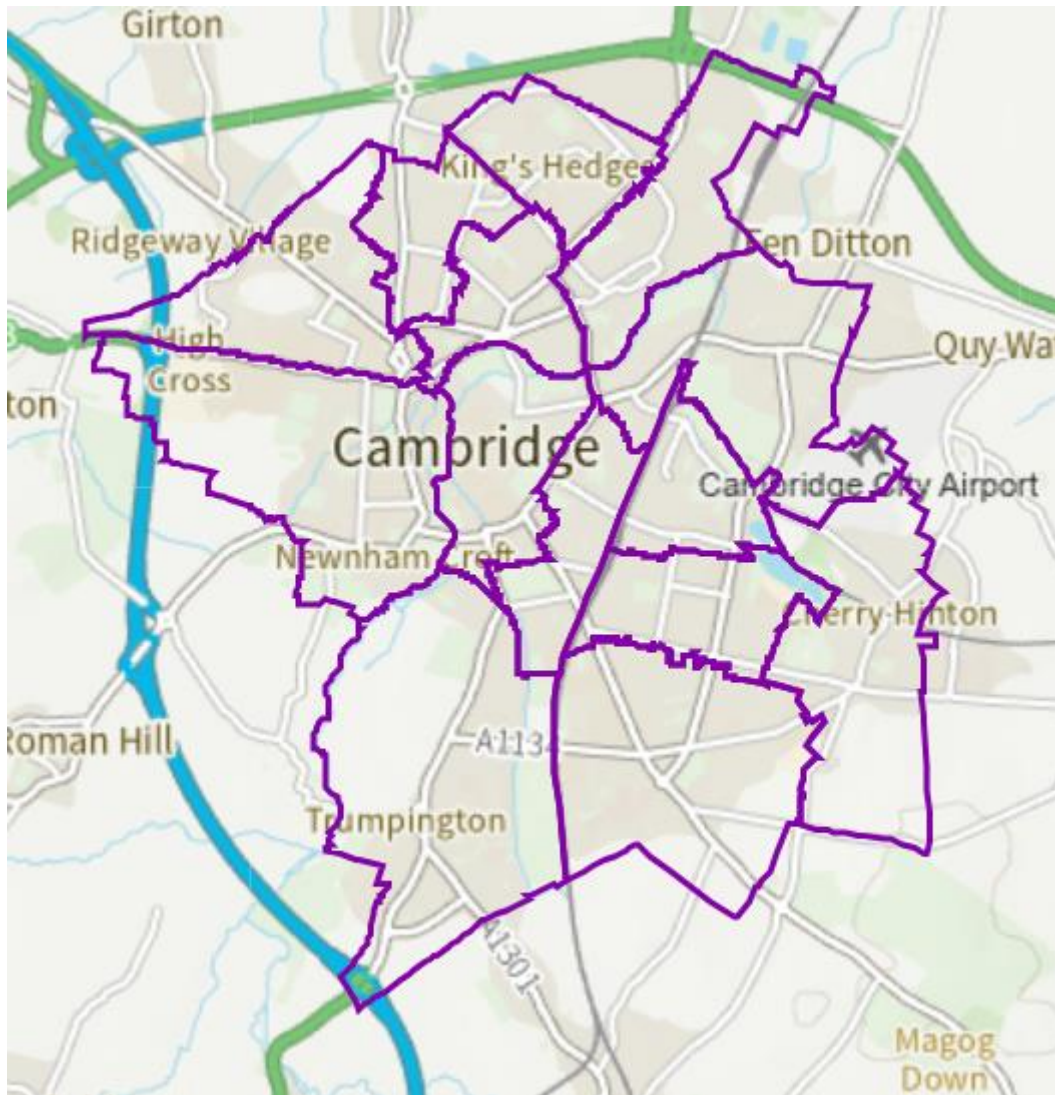 Girton
King's Hedges
Ridgeway Village
Fen Ditton
High
Cross
Quy Wa
ton
Cambridge
Cambridge City Airport
Newnham Croft
Cherry Hinton
Roman Hill
A1134
Trumpington
A1301
Magog
Down